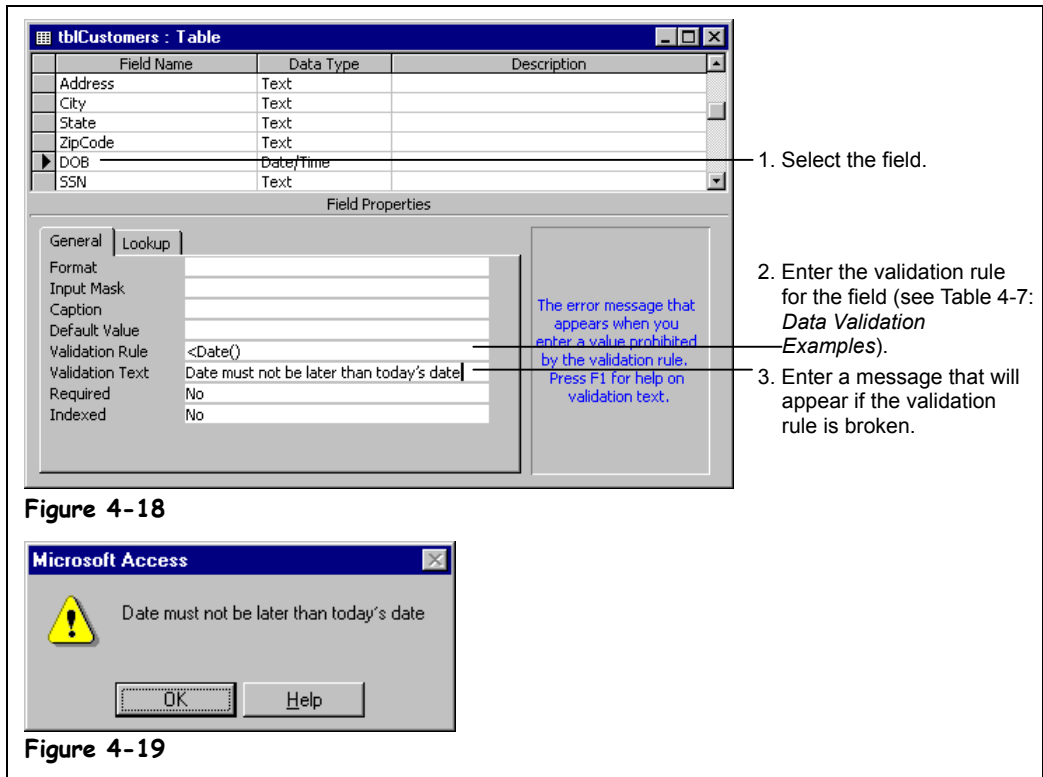 tblCustomers : Table
Field Name Data Type Description
Address Text
City Text
State Text
ZipCode Text
DOB Date/Time
SSN Text
1. Select the field.
Field Properties
General Lookup
Format
Input Mask
Caption
Default Value
Validation Rule <Date()
Validation Text Date must not be later than today's date
Required No
Indexed No
The error message that
appears when you
enter a value prohibited
by the validation rule.
Press F1 for help on
validation text.
2. Enter the validation rule
for the field (see Table 4-7:
Data Validation
Examples).
3. Enter a message that will
appear if the validation
rule is broken.
Figure 4-18
Microsoft Access
Date must not be later than today's date
OK Help
Figure 4-19